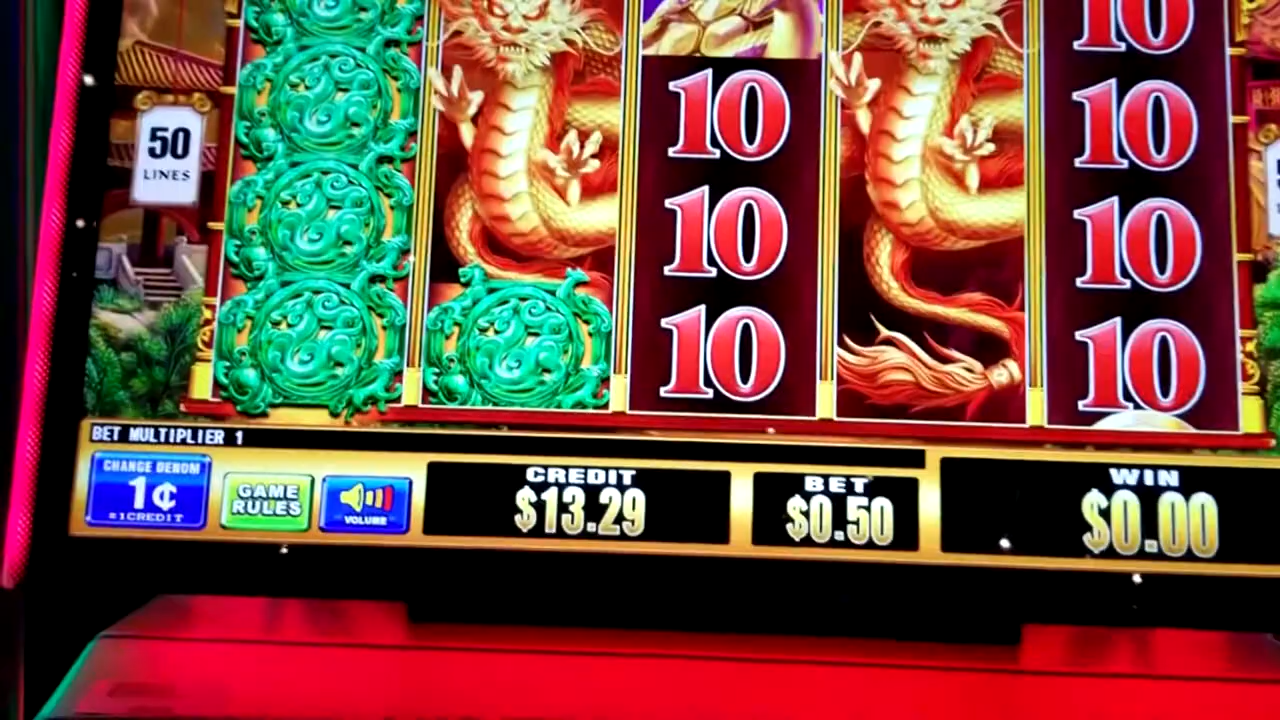 10
50
LINES
10 10
10 10
10 10
BET MULTIPLIER 1
CHANGE DENOM
1¢
=1CREDIT
GAME
RULES
VOLUME
CREDIT
$13.29
BET
$0.50
WIN
$0.00